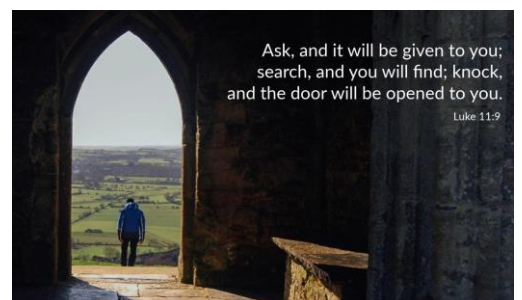 Ask, and it will be given to you;
search, and you will find; knock,
and the door will be opened to you.
Luke 11:9